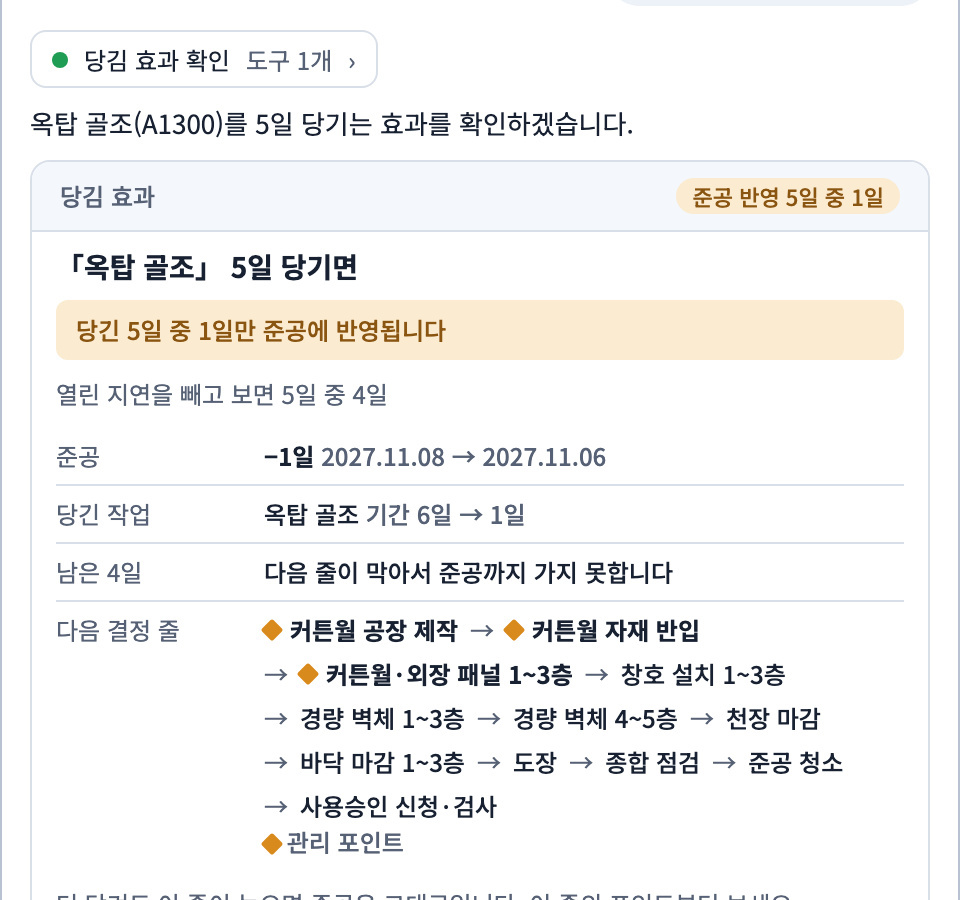 당김 효과 확인 도구 1개 ›
옥탑 골조(A1300)를 5일 당기는 효과를 확인하겠습니다.
당김 효과 준공 반영 5일 중 1일
「옥탑 골조」 5일 당기면
당긴 5일 중 1일만 준공에 반영됩니다
열린 지연을 빼고 보면 5일 중 4일
준공 −1일 2027.11.08 → 2027.11.06
당긴 작업 옥탑 골조 기간 6일 → 1일
남은 4일 다음 줄이 막아서 준공까지 가지 못합니다
다음 결정 줄 ◆ 커튼월 공장 제작 → ◆ 커튼월 자재 반입
→ ◆ 커튼월·외장 패널 1~3층 → 창호 설치 1~3층
→ 경량 벽체 1~3층 → 경량 벽체 4~5층 → 천장 마감
→ 바닥 마감 1~3층 → 도장 → 종합 점검 → 준공 청소
→ 사용승인 신청·검사
◆ 관리 포인트